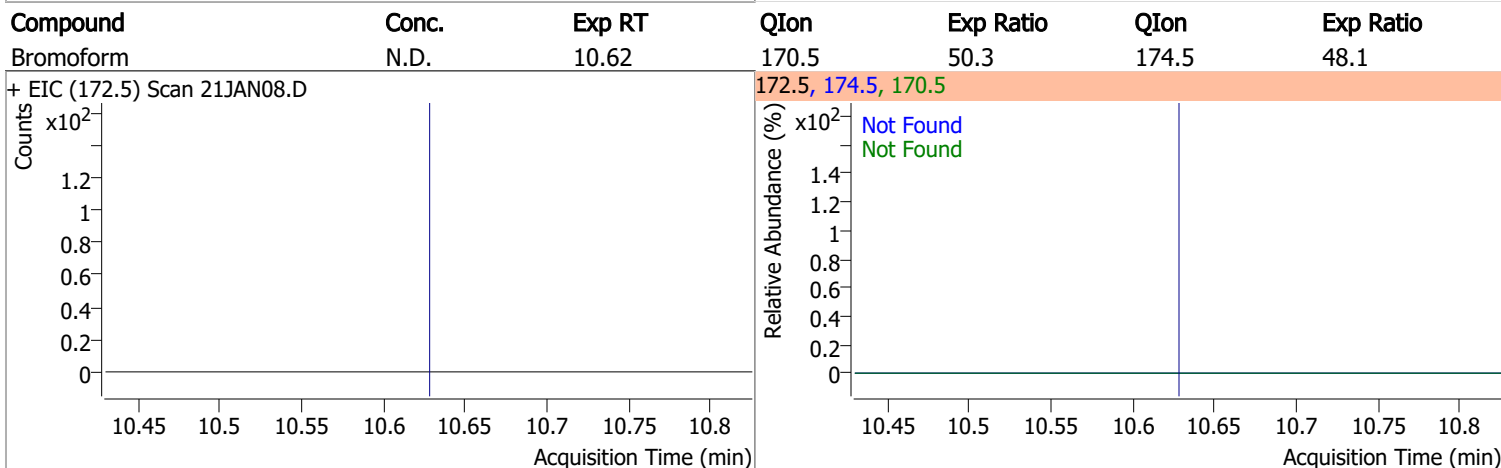 Compound Conc. Exp RT QIon Exp Ratio QIon Exp Ratio
Bromoform N.D. 10.62 170.5 50.3 174.5 48.1
+ EIC (172.5) Scan 21JAN08.D
Counts
x10²
1.2
1
0.8
0.6
0.4
0.2
0
10.45 10.5 10.55 10.6 10.65 10.7 10.75 10.8
Acquisition Time (min)
172.5, 174.5, 170.5
Relative Abundance (%)
x10²
Not Found
Not Found
1.4
1.2
1
0.8
0.6
0.4
0.2
0
10.45 10.5 10.55 10.6 10.65 10.7 10.75 10.8
Acquisition Time (min)